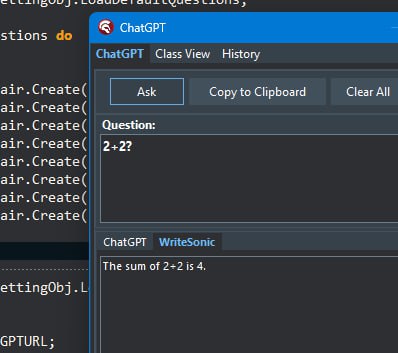 ettingObj.LoadDefaultQuestions;
stions do
air.Create(
air.Create(
air.Create(
air.Create(
air.Create(
air.Create(
air.Create(
air.Create(
ettingObj.L
GPTURL;
ChatGPT
ChatGPT Class View History
Ask Copy to Clipboard Clear All
Question:
2+2?
ChatGPT WriteSonic
The sum of 2+2 is 4.